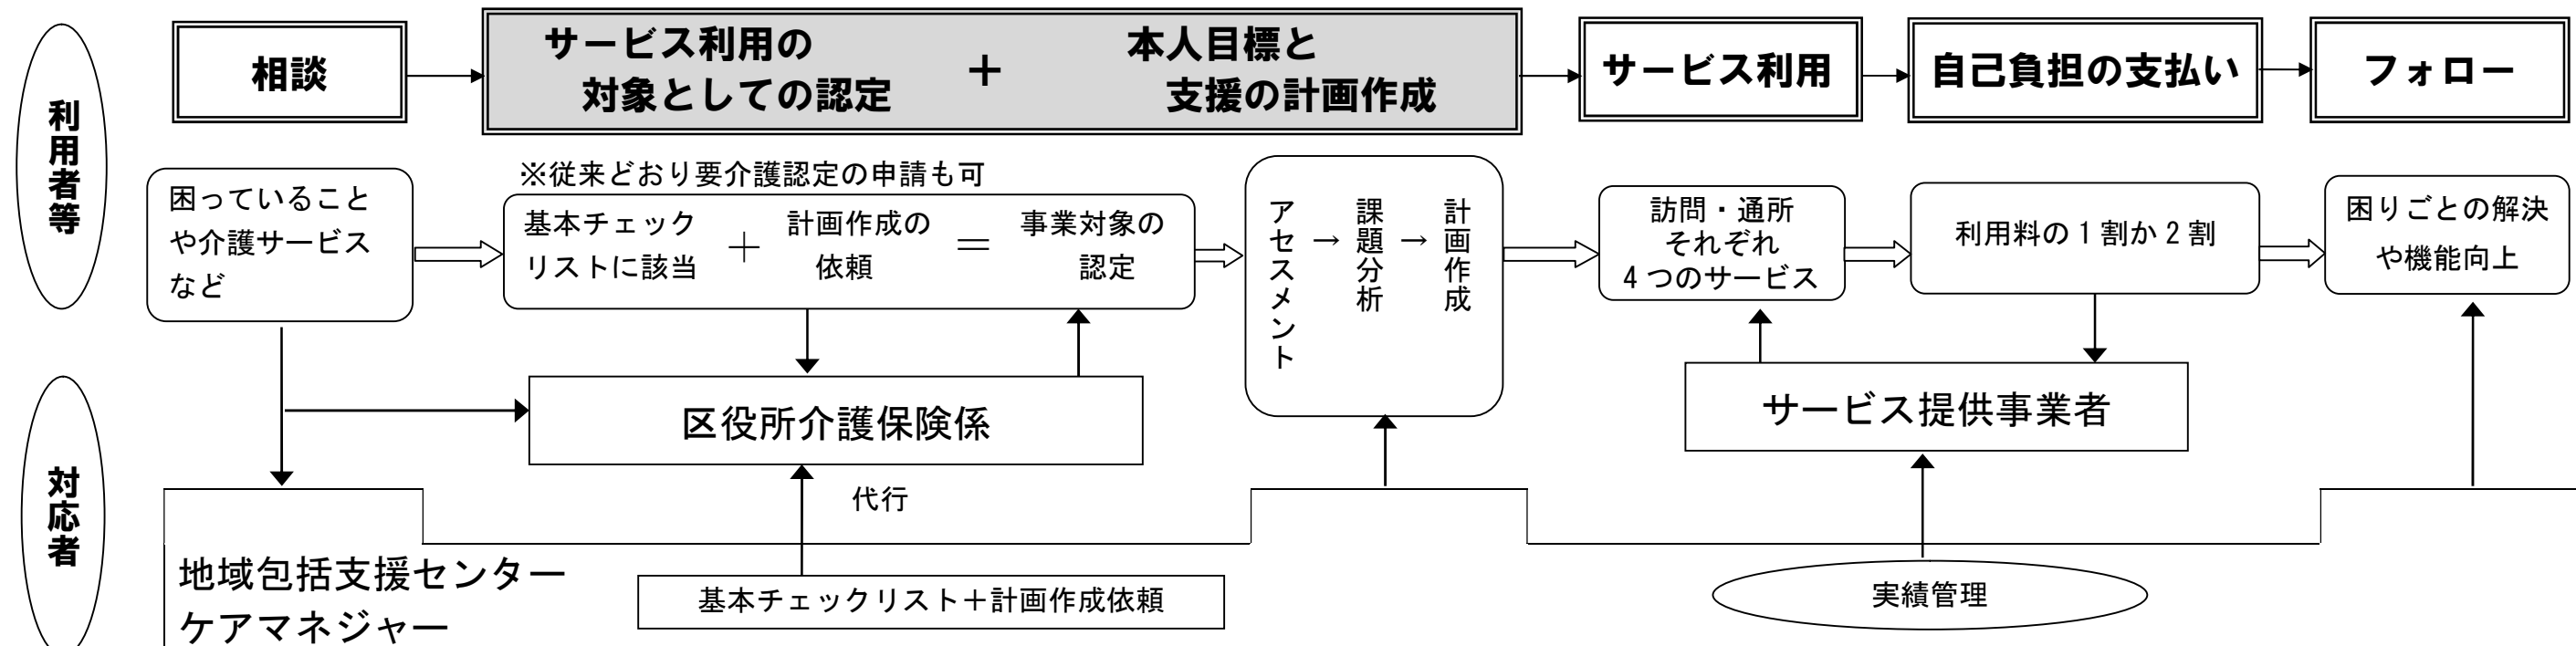 利用者等
相談
サービス利用の
対象としての認定
＋
本人目標と
支援の計画作成
サービス利用
自己負担の支払い
フォロー
困っていること
や介護サービス
など
※従来どおり要介護認定の申請も可
基本チェック
リストに該当
＋
計画作成の
依頼
＝
事業対象の
認定
アセスメント
→
課題分析
→
計画作成
訪問・通所
それぞれ
4つのサービス
利用料の1割か2割
困りごとの解決
や機能向上
対応者
区役所介護保険係
サービス提供事業者
代行
地域包括支援センター
ケアマネジャー
基本チェックリスト＋計画作成依頼
実績管理